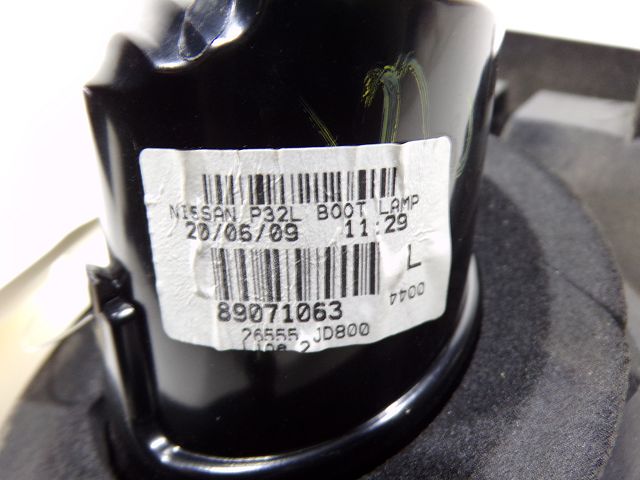 NISSAN P32L BOOT LAMP
20/06/09 11:29
L
0044
89071063
26555 JD800